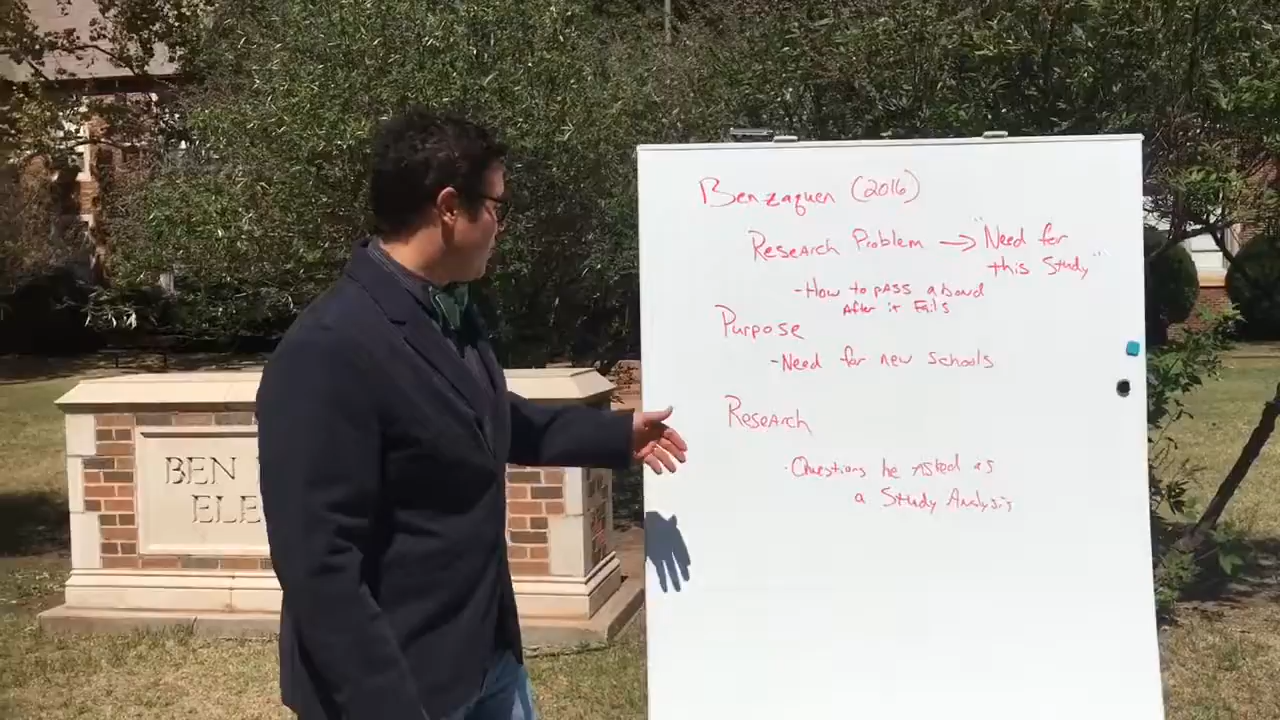 Benzaquen (2016)
Research Problem → "Need for
this Study"
- How to pass a bond
After it Fails
Purpose
- Need for new schools
Research
· Questions he Asked as
a Study Analysis
BEN
ELE